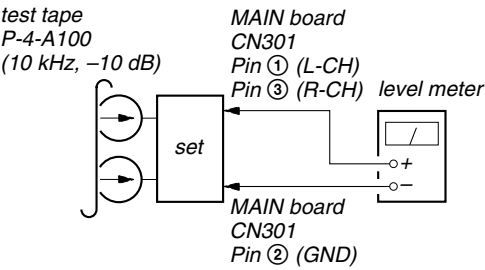 test tape
P-4-A100
(10 kHz, –10 dB)
MAIN board
CN301
Pin ① (L-CH)
Pin ③ (R-CH)
level meter
set
+
–
MAIN board
CN301
Pin ② (GND)